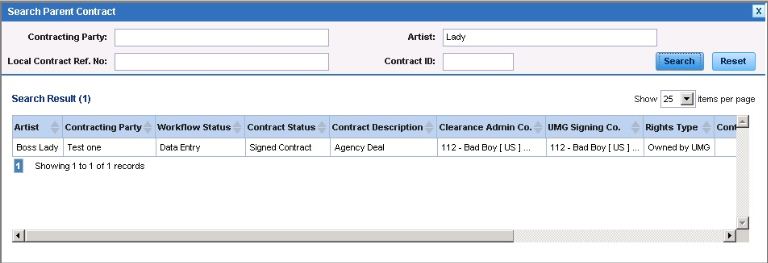 Search Parent Contract X
Contracting Party: Artist: Lady
Local Contract Ref. No: Contract ID: Search Reset
Search Result (1) Show 25 items per page
Artist Contracting Party Workflow Status Contract Status Contract Description Clearance Admin Co. UMG Signing Co. Rights Type Cont
Boss Lady Test one Data Entry Signed Contract Agency Deal 112 - Bad Boy [ US ] ... 112 - Bad Boy [ US ] ... Owned by UMG
1 Showing 1 to 1 of 1 records